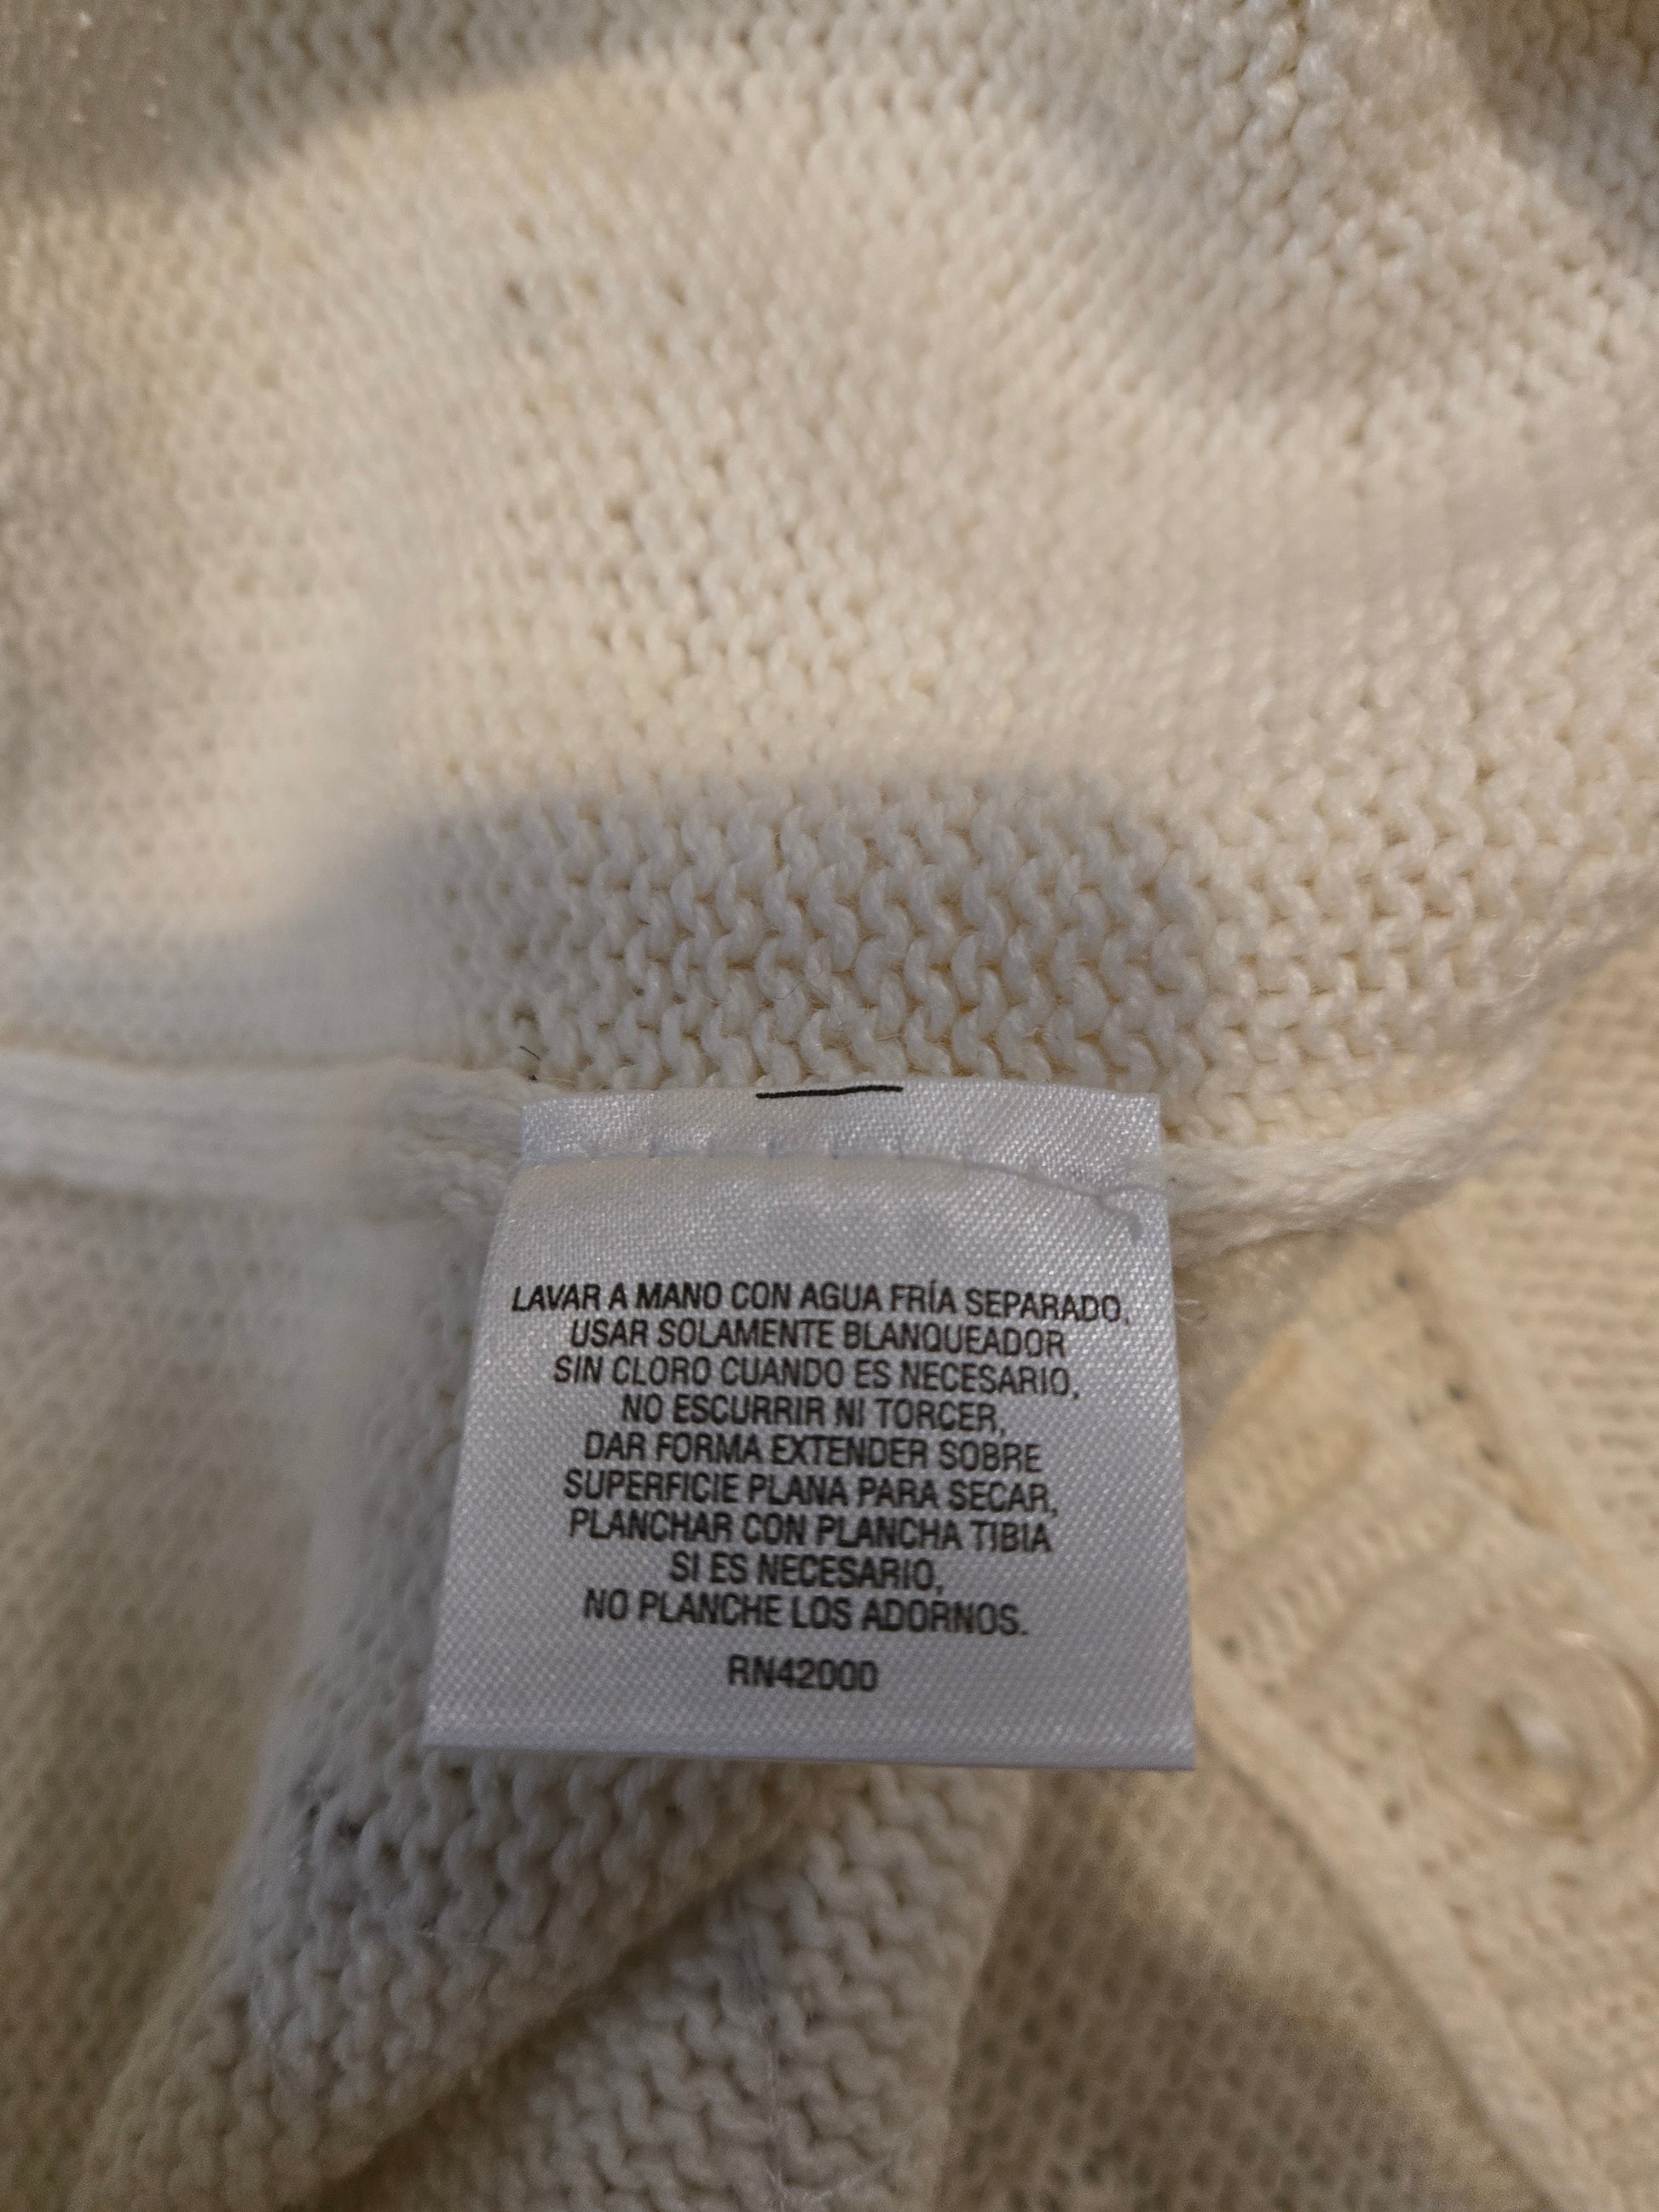 LAVAR A MANO CON AGUA FRÍA SEPARADO,
USAR SOLAMENTE BLANQUEADOR
SIN CLORO CUANDO ES NECESARIO,
NO ESCURRIR NI TORCER,
DAR FORMA EXTENDER SOBRE
SUPERFICIE PLANA PARA SECAR,
PLANCHAR CON PLANCHA TIBIA
SI ES NECESARIO,
NO PLANCHE LOS ADORNOS.
RN42000